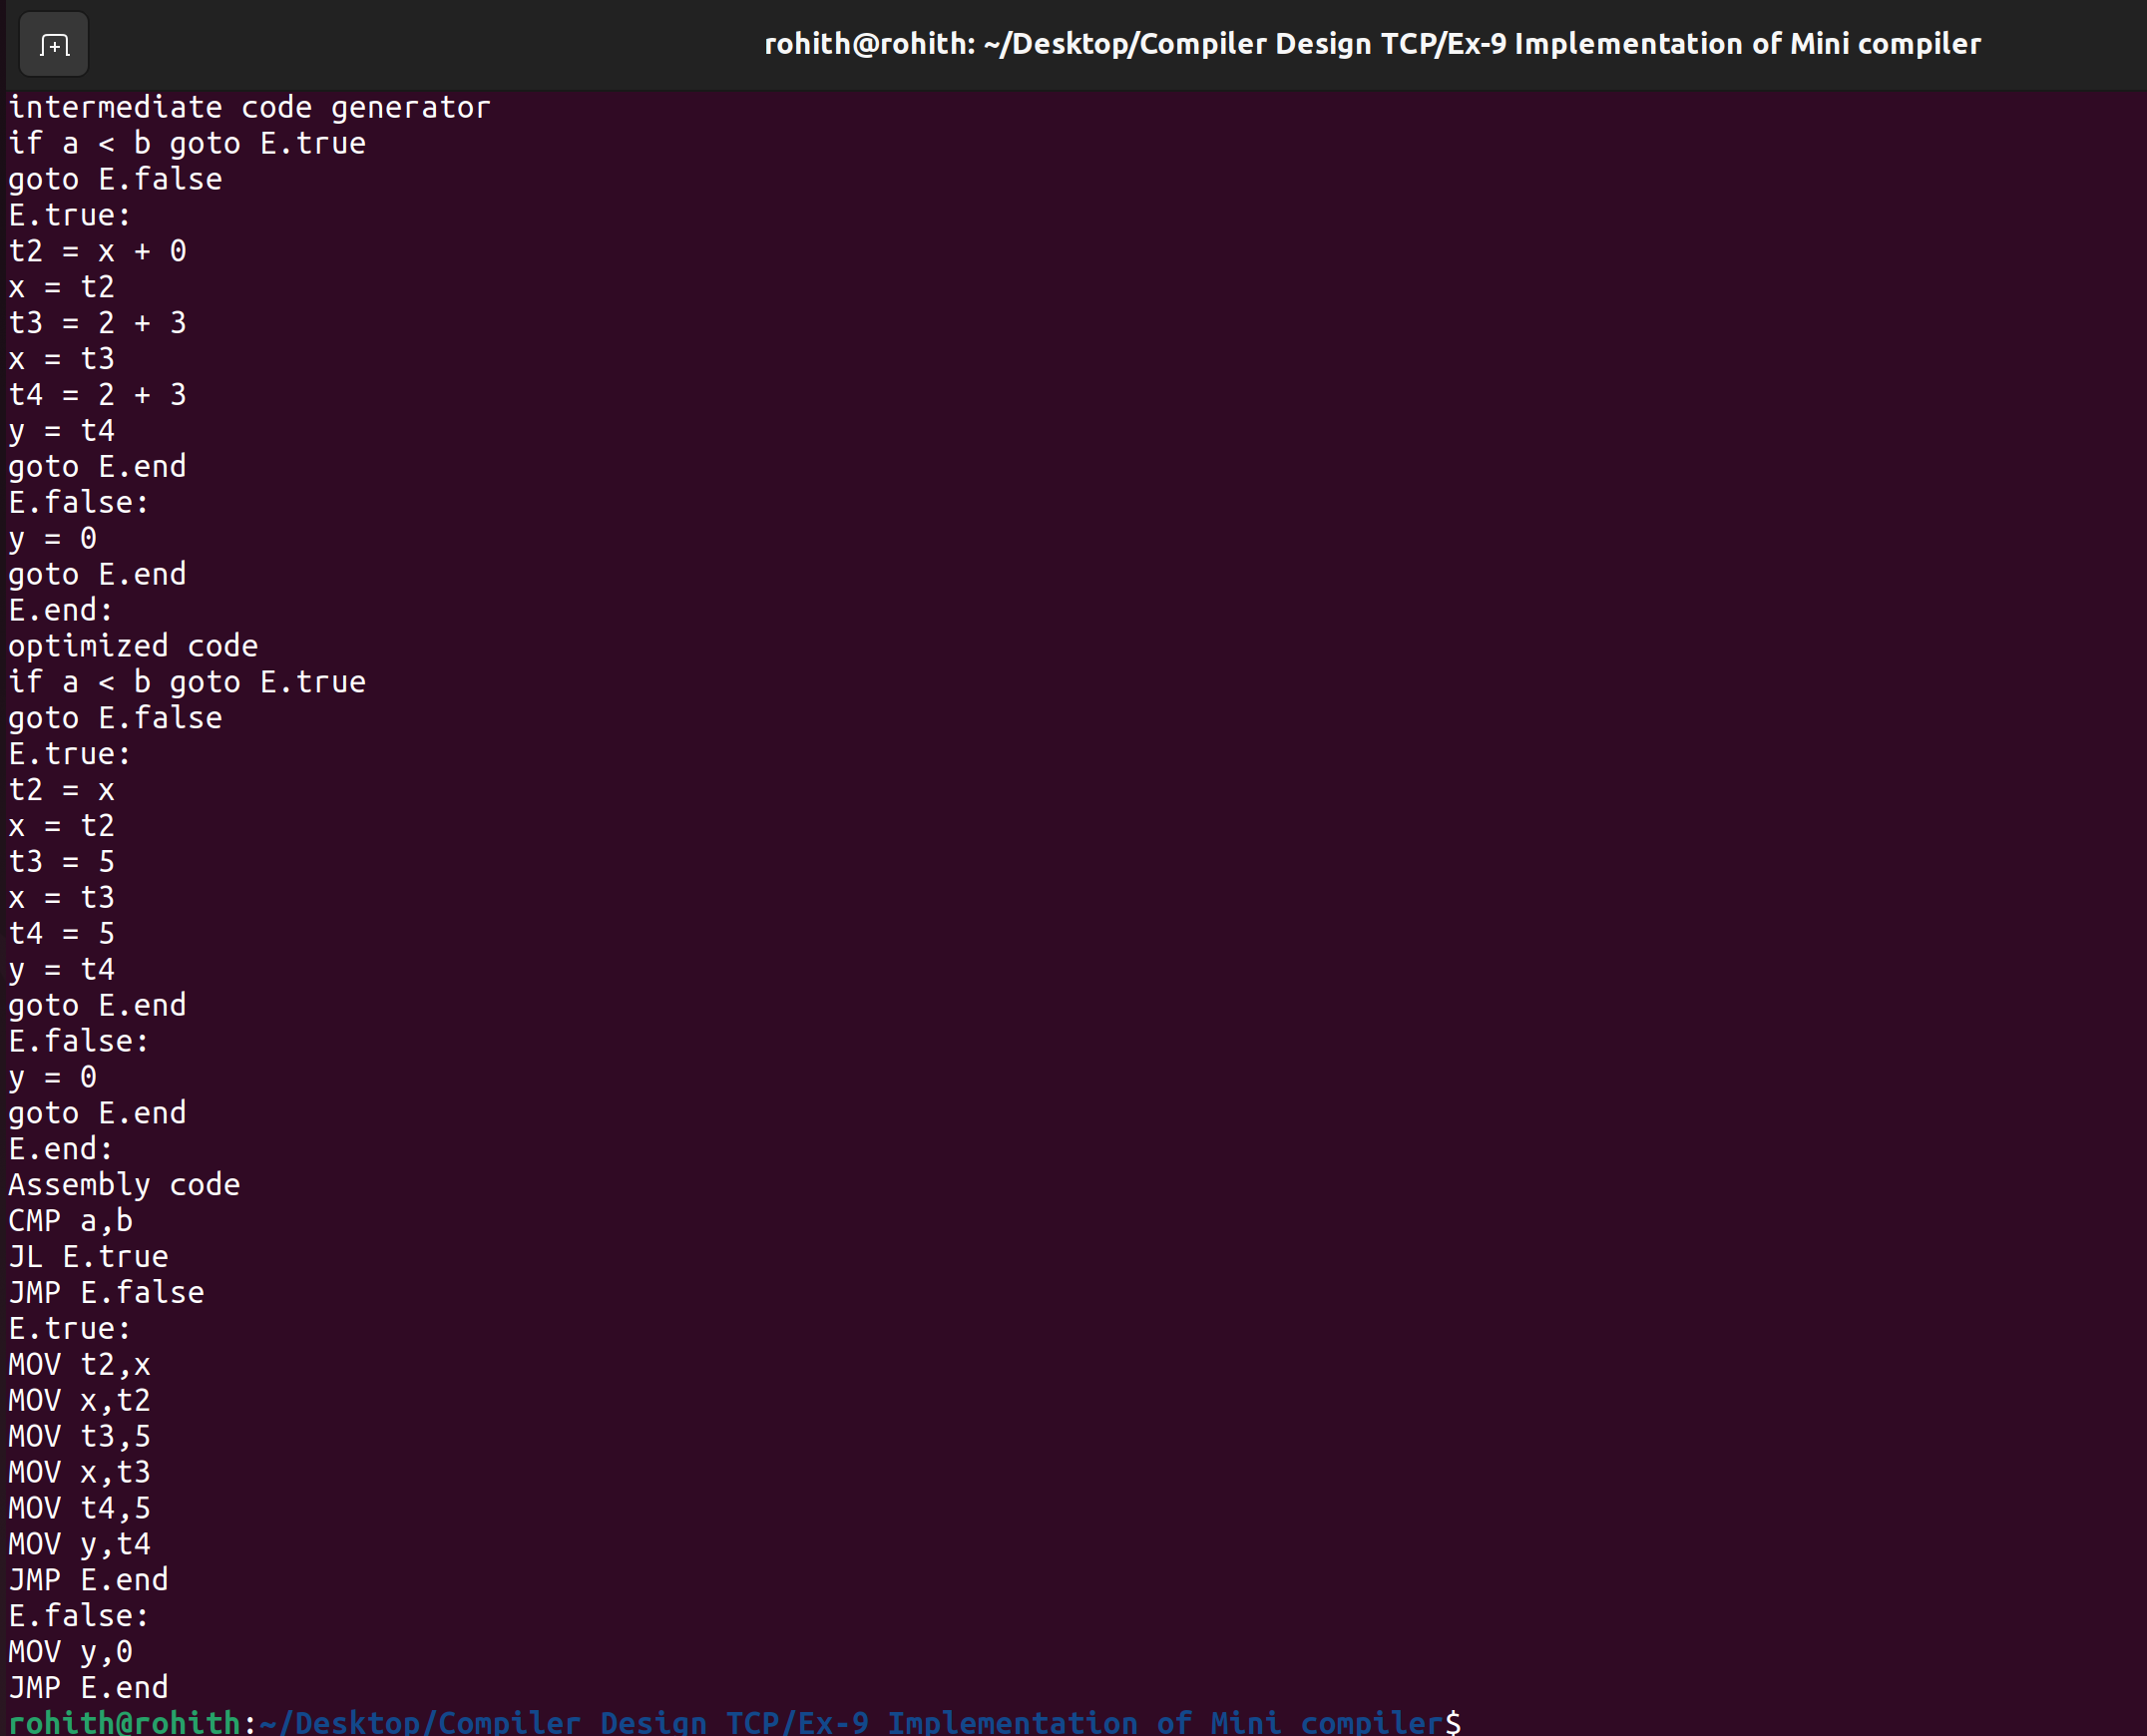 rohith@rohith: ~/Desktop/Compiler Design TCP/Ex-9 Implementation of Mini compiler
intermediate code generator
if a < b goto E.true
goto E.false
E.true:
t2 = x + 0
x = t2
t3 = 2 + 3
x = t3
t4 = 2 + 3
y = t4
goto E.end
E.false:
y = 0
goto E.end
E.end:
optimized code
if a < b goto E.true
goto E.false
E.true:
t2 = x
x = t2
t3 = 5
x = t3
t4 = 5
y = t4
goto E.end
E.false:
y = 0
goto E.end
E.end:
Assembly code
CMP a,b
JL E.true
JMP E.false
E.true:
MOV t2,x
MOV x,t2
MOV t3,5
MOV x,t3
MOV t4,5
MOV y,t4
JMP E.end
E.false:
MOV y,0
JMP E.end
rohith@rohith:~/Desktop/Compiler Design TCP/Ex-9 Implementation of Mini compiler$